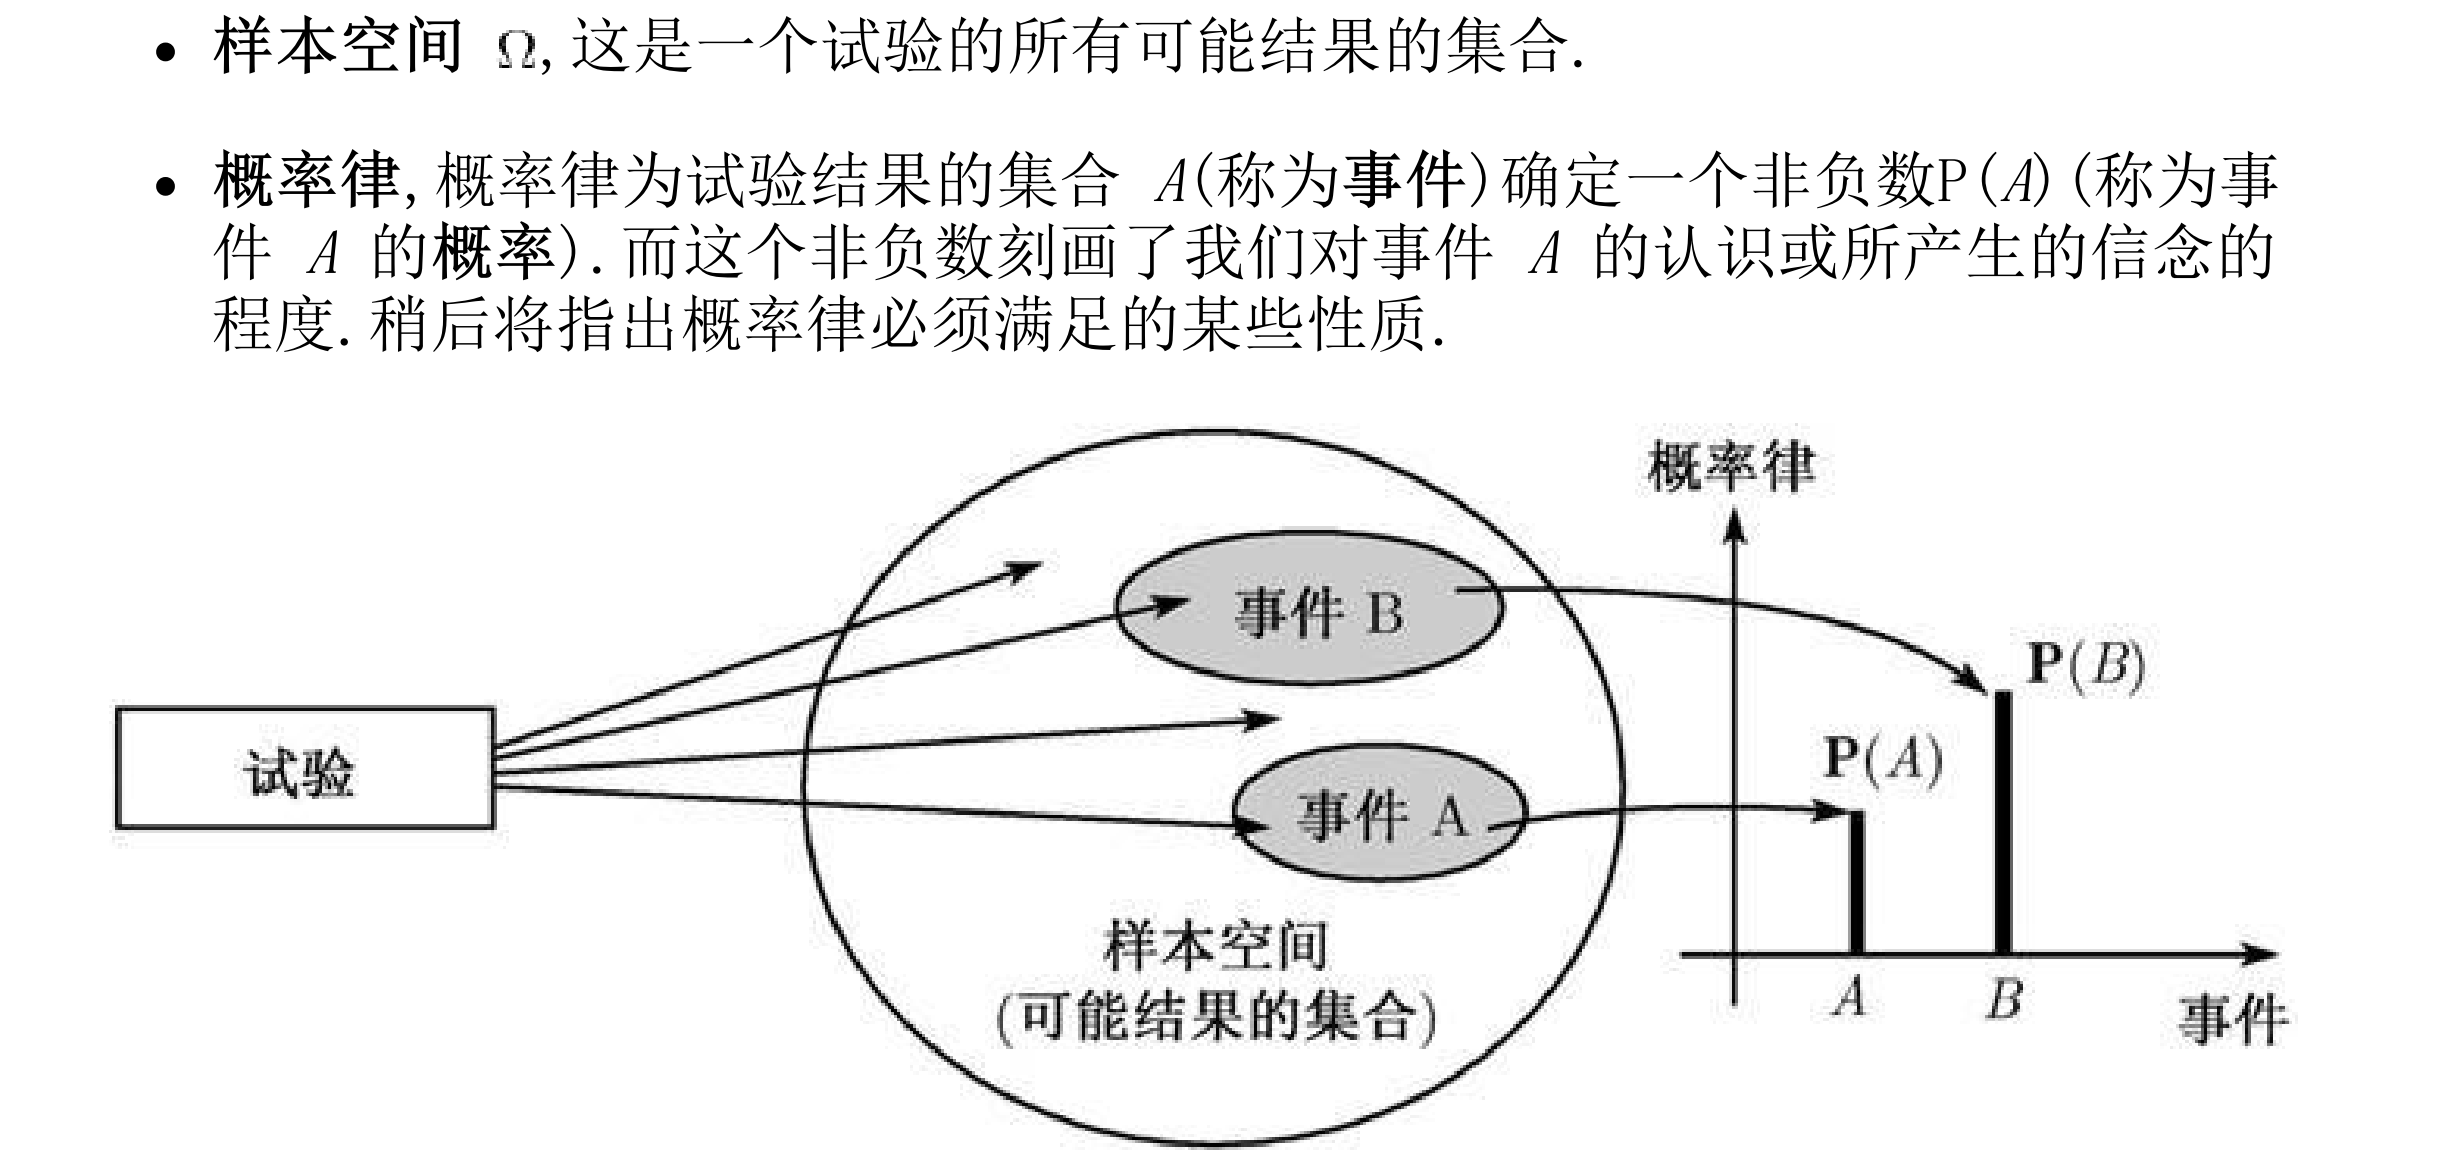 • 样本空间 Ω, 这是一个试验的所有可能结果的集合.
• 概率律, 概率律为试验结果的集合 A(称为事件)确定一个非负数P(A)(称为事
件 A 的概率). 而这个非负数刻画了我们对事件 A 的认识或所产生的信念的
程度. 稍后将指出概率律必须满足的某些性质.
概率律
事件 B
P(B)
试验
P(A)
事件 A
样本空间
(可能结果的集合)
A
B
事件